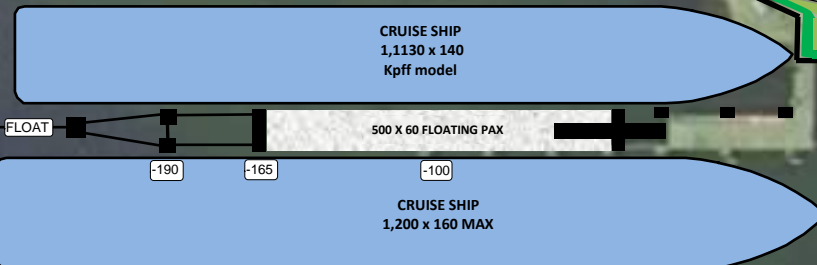 CRUISE SHIP
1,1130 x 140
Kpff model
FLOAT
500 X 60 FLOATING PAX
-190
-165
-100
CRUISE SHIP
1,200 x 160 MAX